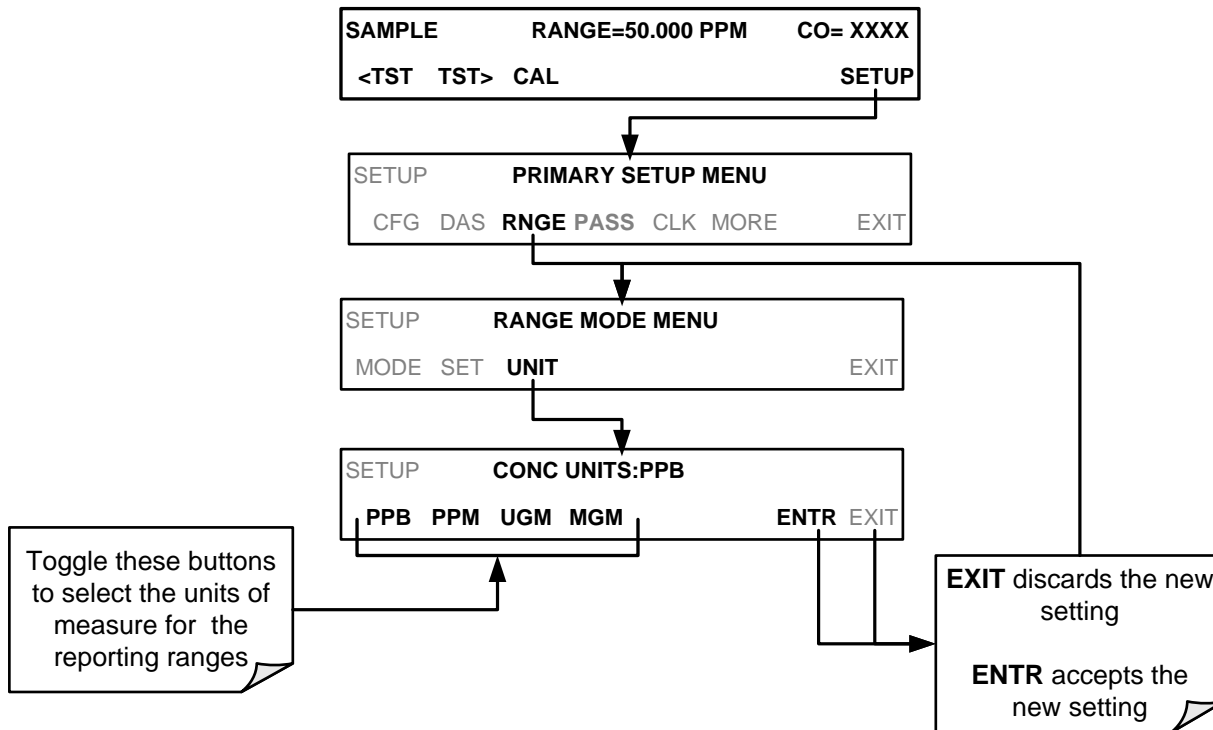 SAMPLE RANGE=50.000 PPM CO= XXXX
<TST TST> CAL SETUP
SETUP PRIMARY SETUP MENU
CFG DAS RNGE PASS CLK MORE EXIT
SETUP RANGE MODE MENU
MODE SET UNIT EXIT
SETUP CONC UNITS:PPB
PPB PPM UGM MGM ENTR EXIT
Toggle these buttons
to select the units of
measure for the
reporting ranges
EXIT discards the new
setting
ENTR accepts the
new setting